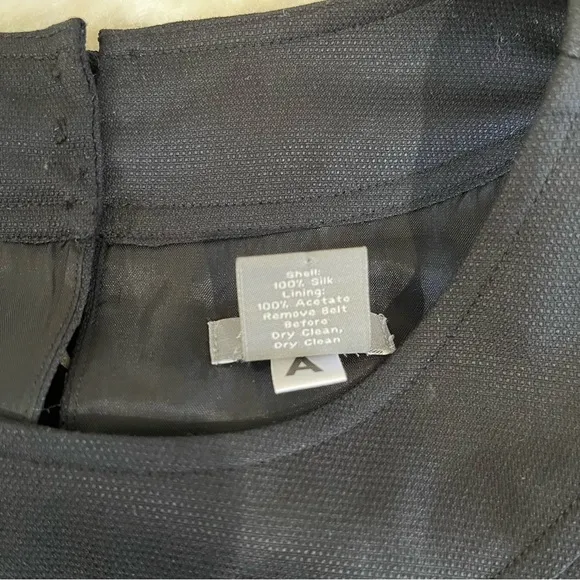 Shell:
100% Silk
Lining:
100% Acetate
Remove Belt
Before
Dry Clean,
Dry Clean
A